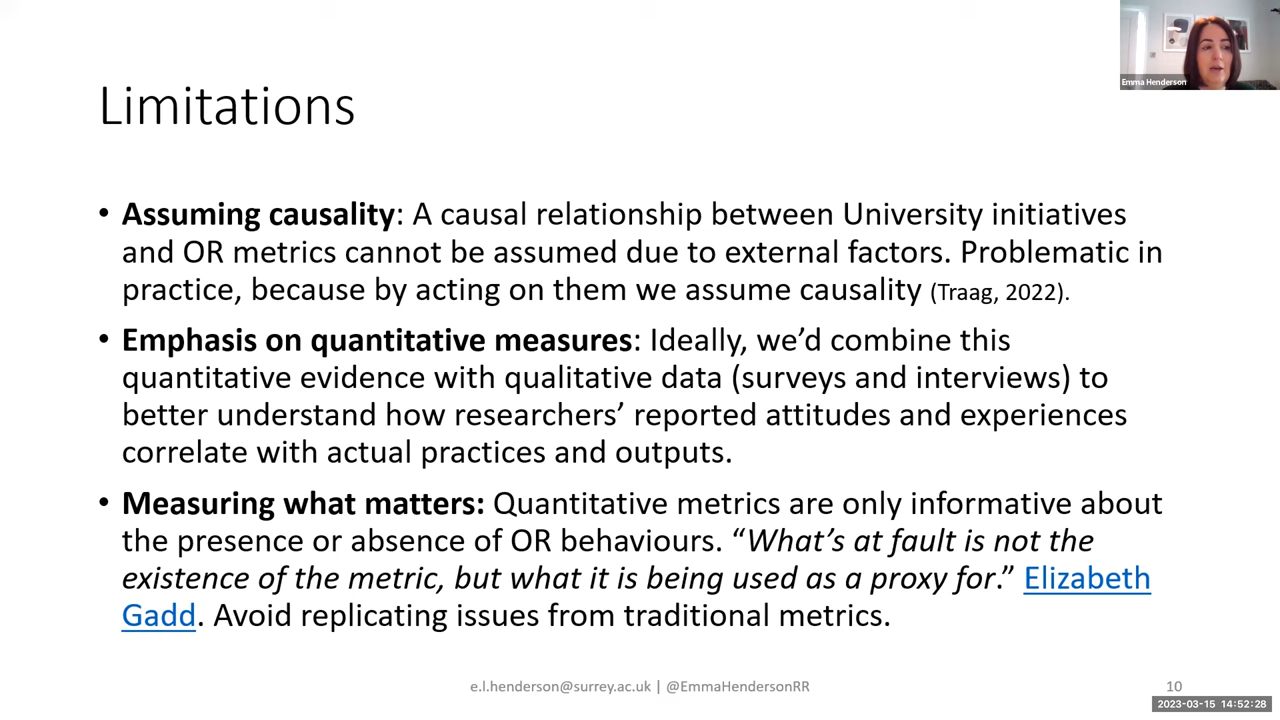 Emma Henderson
Limitations
• Assuming causality: A causal relationship between University initiatives
and OR metrics cannot be assumed due to external factors. Problematic in
practice, because by acting on them we assume causality (Traag, 2022).
• Emphasis on quantitative measures: Ideally, we’d combine this
quantitative evidence with qualitative data (surveys and interviews) to
better understand how researchers’ reported attitudes and experiences
correlate with actual practices and outputs.
• Measuring what matters: Quantitative metrics are only informative about
the presence or absence of OR behaviours. “What’s at fault is not the
existence of the metric, but what it is being used as a proxy for.” Elizabeth
Gadd. Avoid replicating issues from traditional metrics.
e.l.henderson@surrey.ac.uk | @EmmaHendersonRR
10
2023-03-15 14:52:28